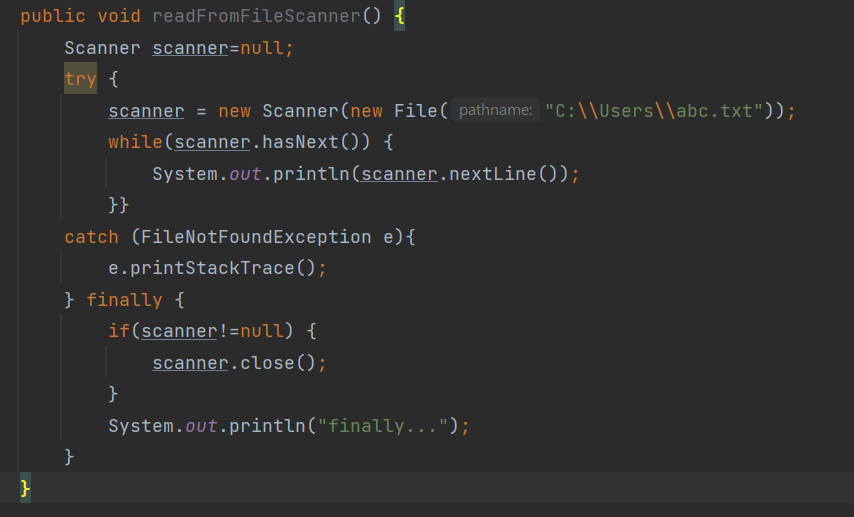 public void readFromFileScanner() {
    Scanner scanner=null;
    try {
        scanner = new Scanner(new File( pathname: "C:\\Users\\abc.txt"));
        while(scanner.hasNext()) {
            System.out.println(scanner.nextLine());
        }}
    catch (FileNotFoundException e){
        e.printStackTrace();
    } finally {
        if(scanner!=null) {
            scanner.close();
        }
        System.out.println("finally...");
    }
}